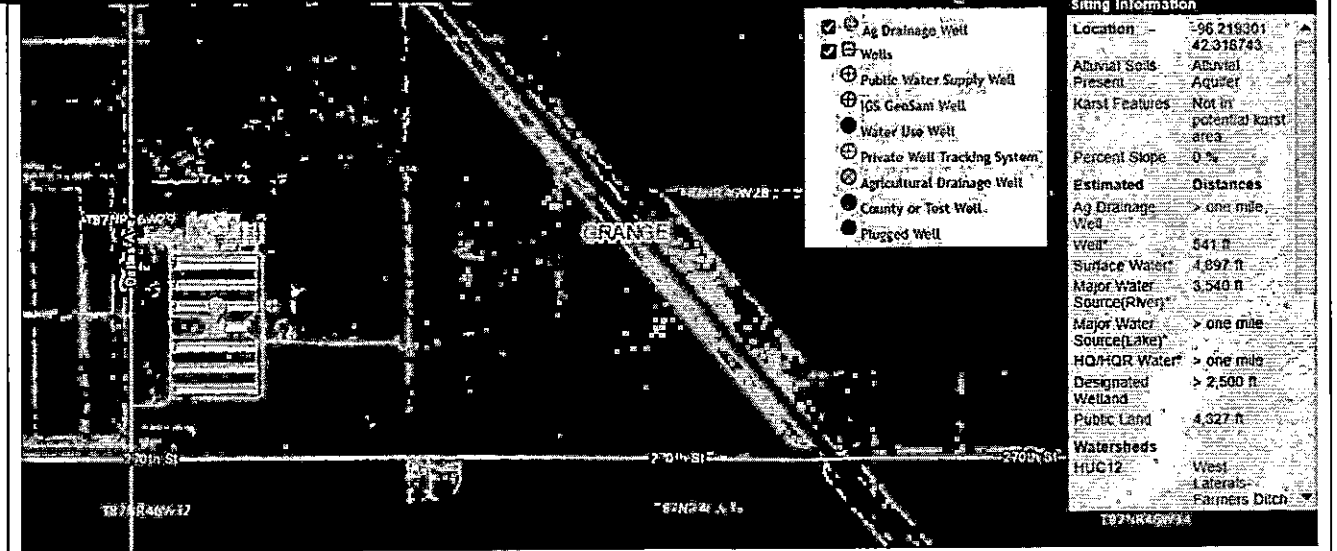 Siting Information
Location -96.219301
42.316743
Alluvial Soils Alluvial
Present Aquifer
Karst Features Not in
potential karst
area
Percent Slope 0 %
Estimated Distances
Ag Drainage > one mile
Well
Well* 541 ft
Surface Water* 4,897 ft
Major Water 3,540 ft
Source(River)*
Major Water > one mile
Source(Lake)*
HQ/HQR Water* > one mile
Designated > 2,500 ft
Wetland
Public Land 4,327 ft
Watersheds
HUC12 West
Laterals-
Farmers Ditch
Ag Drainage Well
Wells
Public Water Supply Well
IGS GeoSam Well
Water Use Well
Private Well Tracking System
Agricultural Drainage Well
County or Test Well
Plugged Well
T87NR46W29
T87NR46W28
GRANGE
270th St
270th St
270th St
T87NR46W32
T87NR46W34